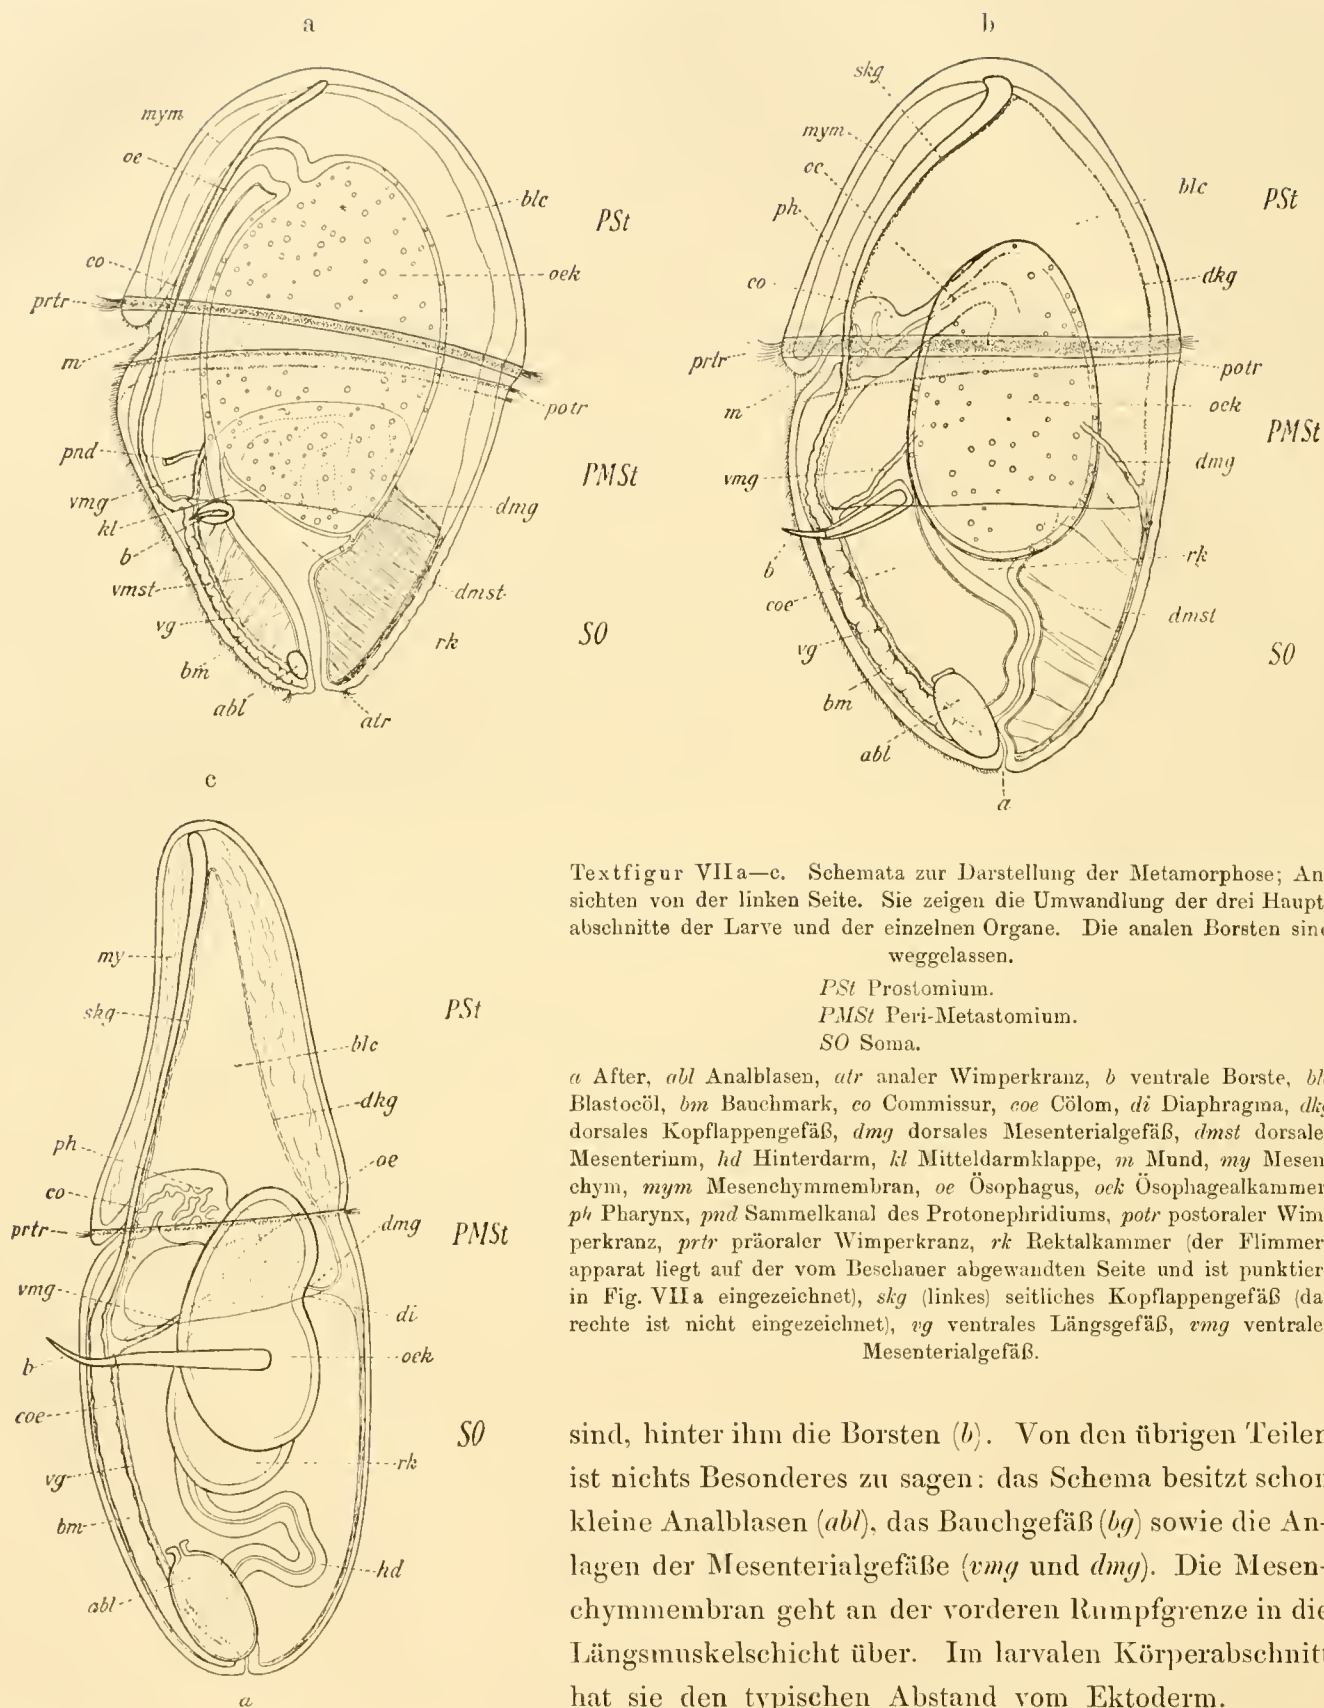 a
b
skg
mym
mym
oe
oe
ph
blc
PSt
blc
PSt
co
oek
co
dkg
prtr
prtr
m
potr
potr
m
oek
pnd
PMSt
PMSt
vmg
dmg
vmg
dmg
kl
b
b
rk
vmst
dmst
coe
dmst
vg
SO
rk
vg
SO
bm
bm
abl
atr
abl
a
c
my
PSt
skg
blc
dkg
ph
oe
co
prtr
dmg
PMSt
vmg
di
b
oek
coe
SO
vg
rk
bm
hd
abl
a
Textfigur VIIa—c. Schemata zur Darstellung der Metamorphose; An
sichten von der linken Seite. Sie zeigen die Umwandlung der drei Haupt
abschnitte der Larve und der einzelnen Organe. Die analen Borsten sind
weggelassen.
PSt Prostomium.
PMSt Peri-Metastomium.
SO Soma.
a After, abl Analblasen, atr analer Wimperkranz, b ventrale Borste, bl
Blastocöl, bm Bauchmark, co Commissur, coe Cölom, di Diaphragma, dkg
dorsales Kopflappengefäß, dmg dorsales Mesenterialgefäß, dmst dorsale
Mesenterium, hd Hinterdarm, kl Mitteldarmklappe, m Mund, my Mesen
chym, mym Mesenchymmembran, oe Ösophagus, oek Ösophagealkammer
ph Pharynx, pnd Sammelkanal des Protonephridiums, potr postoraler Wim
perkranz, prtr präoraler Wimperkranz, rk Rektalkammer (der Flimmer
apparat liegt auf der vom Beschauer abgewandten Seite und ist punktier
in Fig. VIIa eingezeichnet), skg (linkes) seitliches Kopflappengefäß (da
rechte ist nicht eingezeichnet), vg ventrales Längsgefäß, vmg ventrale
Mesenterialgefäß.
sind, hinter ihm die Borsten (b). Von den übrigen Teilen
ist nichts Besonderes zu sagen: das Schema besitzt schon
kleine Analblasen (abl), das Bauchgefäß (bg) sowie die An-
lagen der Mesenterialgefäße (vmg und dmg). Die Mesen-
chymmembran geht an der vorderen Rumpfgrenze in die
Längsmuskelschicht über. Im larvalen Körperabschnitt
hat sie den typischen Abstand vom Ektoderm.